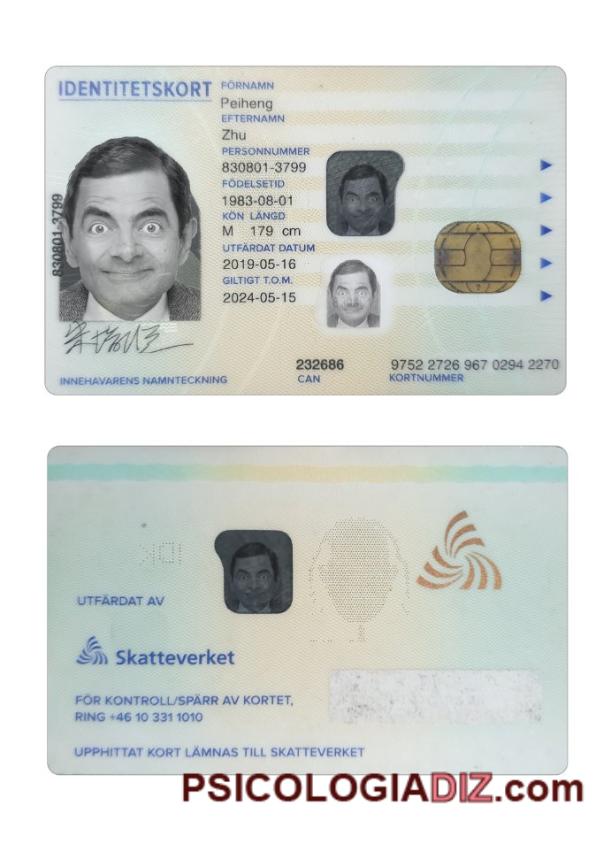 IDENTITETSKORT
FÖRNAMN
Peiheng
EFTERNAMN
Zhu
PERSONNUMMER
830801-3799
FÖDELSETID
1983-08-01
KÖN LÄNGD
M 179 cm
UTFÄRDAT DATUM
2019-05-16
GILTIGT T.O.M.
2024-05-15
830801-3799
INNEHAVARENS NAMNTECKNING
232686
CAN
9752 2726 967 0294 2270
KORTNUMMER
IDK
UTFÄRDAT AV
Skatteverket
FÖR KONTROLL/SPÄRR AV KORTET,
RING +46 10 331 1010
UPPHITTAT KORT LÄMNAS TILL SKATTEVERKET
PSICOLOGIADIZ.com